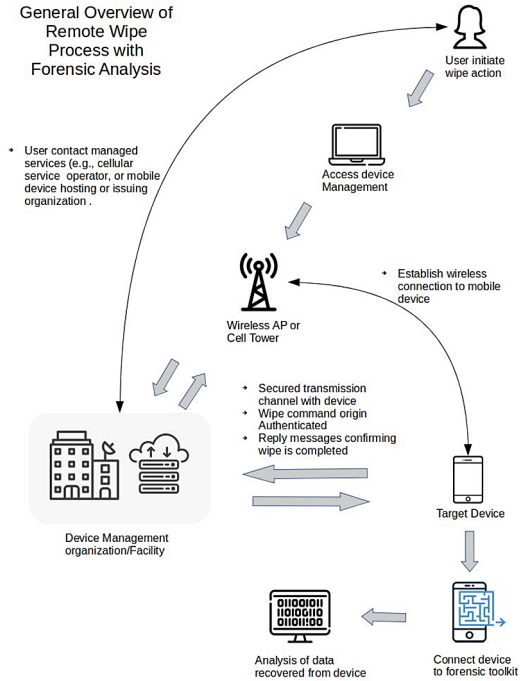 General Overview of
Remote Wipe
Process with
Forensic Analysis
User initiate
wipe action
User contact managed
services (e.g., cellular
service operator, or mobile
device hosting or issuing
organization .
Access device
Management
Establish wireless
connection to mobile
device
Wireless AP or
Cell Tower
Secured transmission
channel with device
Wipe command origin
Authenticated
Reply messages confirming
wipe is completed
Target Device
Device Management
organization/Facility
Analysis of data
recovered from device
Connect device
to forensic toolkit